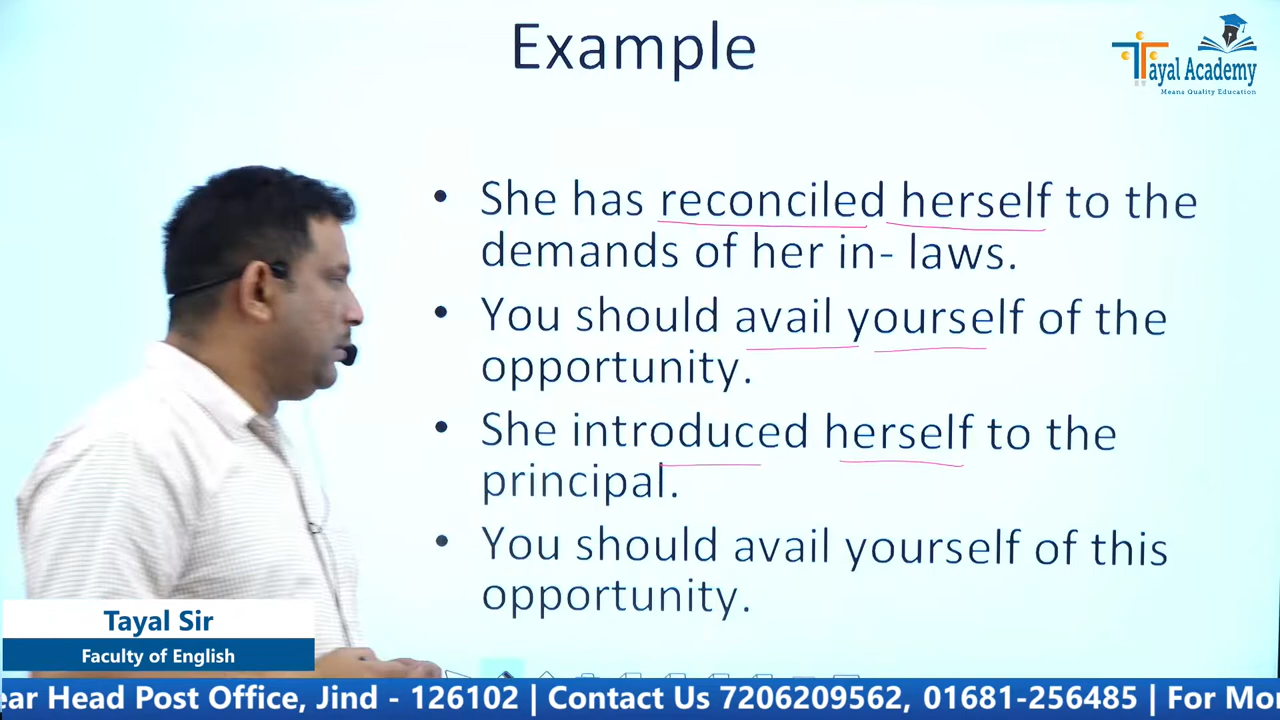 Example
Tayal Academy
Means Quality Education
• She has reconciled herself to the
demands of her in- laws.
• You should avail yourself of the
opportunity.
• She introduced herself to the
principal.
• You should avail yourself of this
opportunity.
Tayal Sir
Faculty of English
Head Post Office, Jind - 126102 | Contact Us 7206209562, 01681-256485 | For